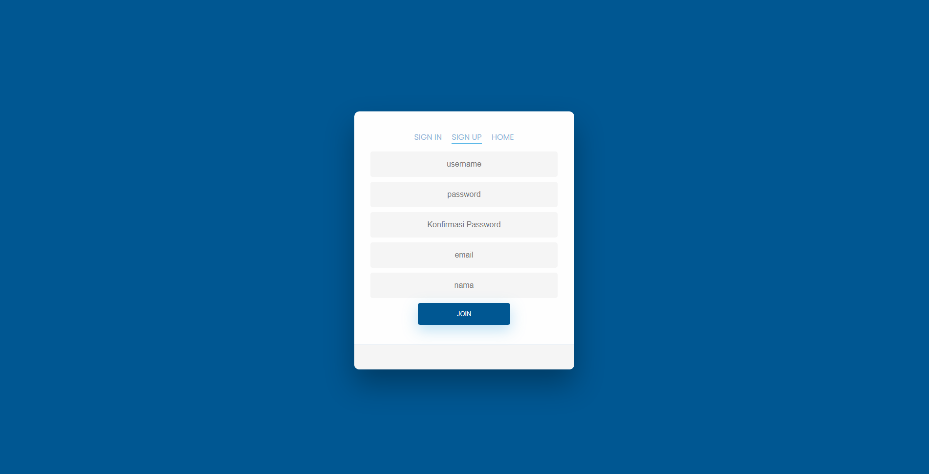 SIGN IN SIGN UP HOME
username
password
Konfirmasi Password
email
nama
JOIN